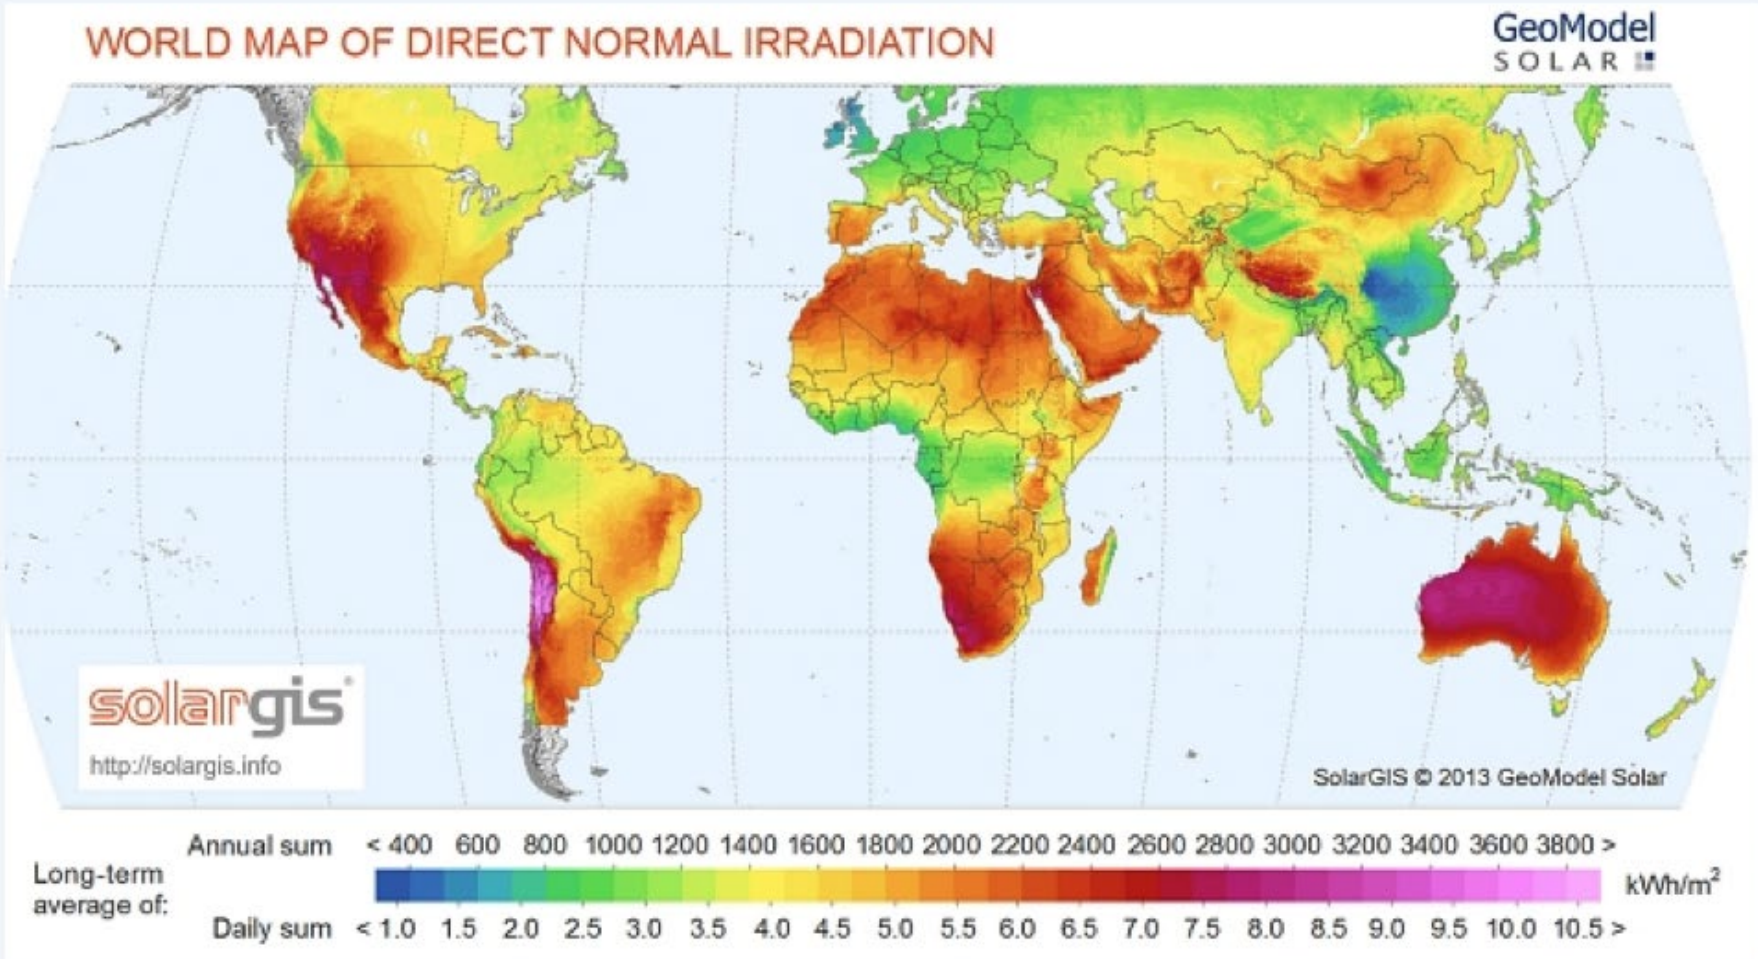 WORLD MAP OF DIRECT NORMAL IRRADIATION
GeoModel
SOLAR
solargis®
http://solargis.info
SolarGIS © 2013 GeoModel Solar
Annual sum < 400 600 800 1000 1200 1400 1600 1800 2000 2200 2400 2600 2800 3000 3200 3400 3600 3800 >
Long-term
average of:
kWh/m²
Daily sum < 1.0 1.5 2.0 2.5 3.0 3.5 4.0 4.5 5.0 5.5 6.0 6.5 7.0 7.5 8.0 8.5 9.0 9.5 10.0 10.5 >